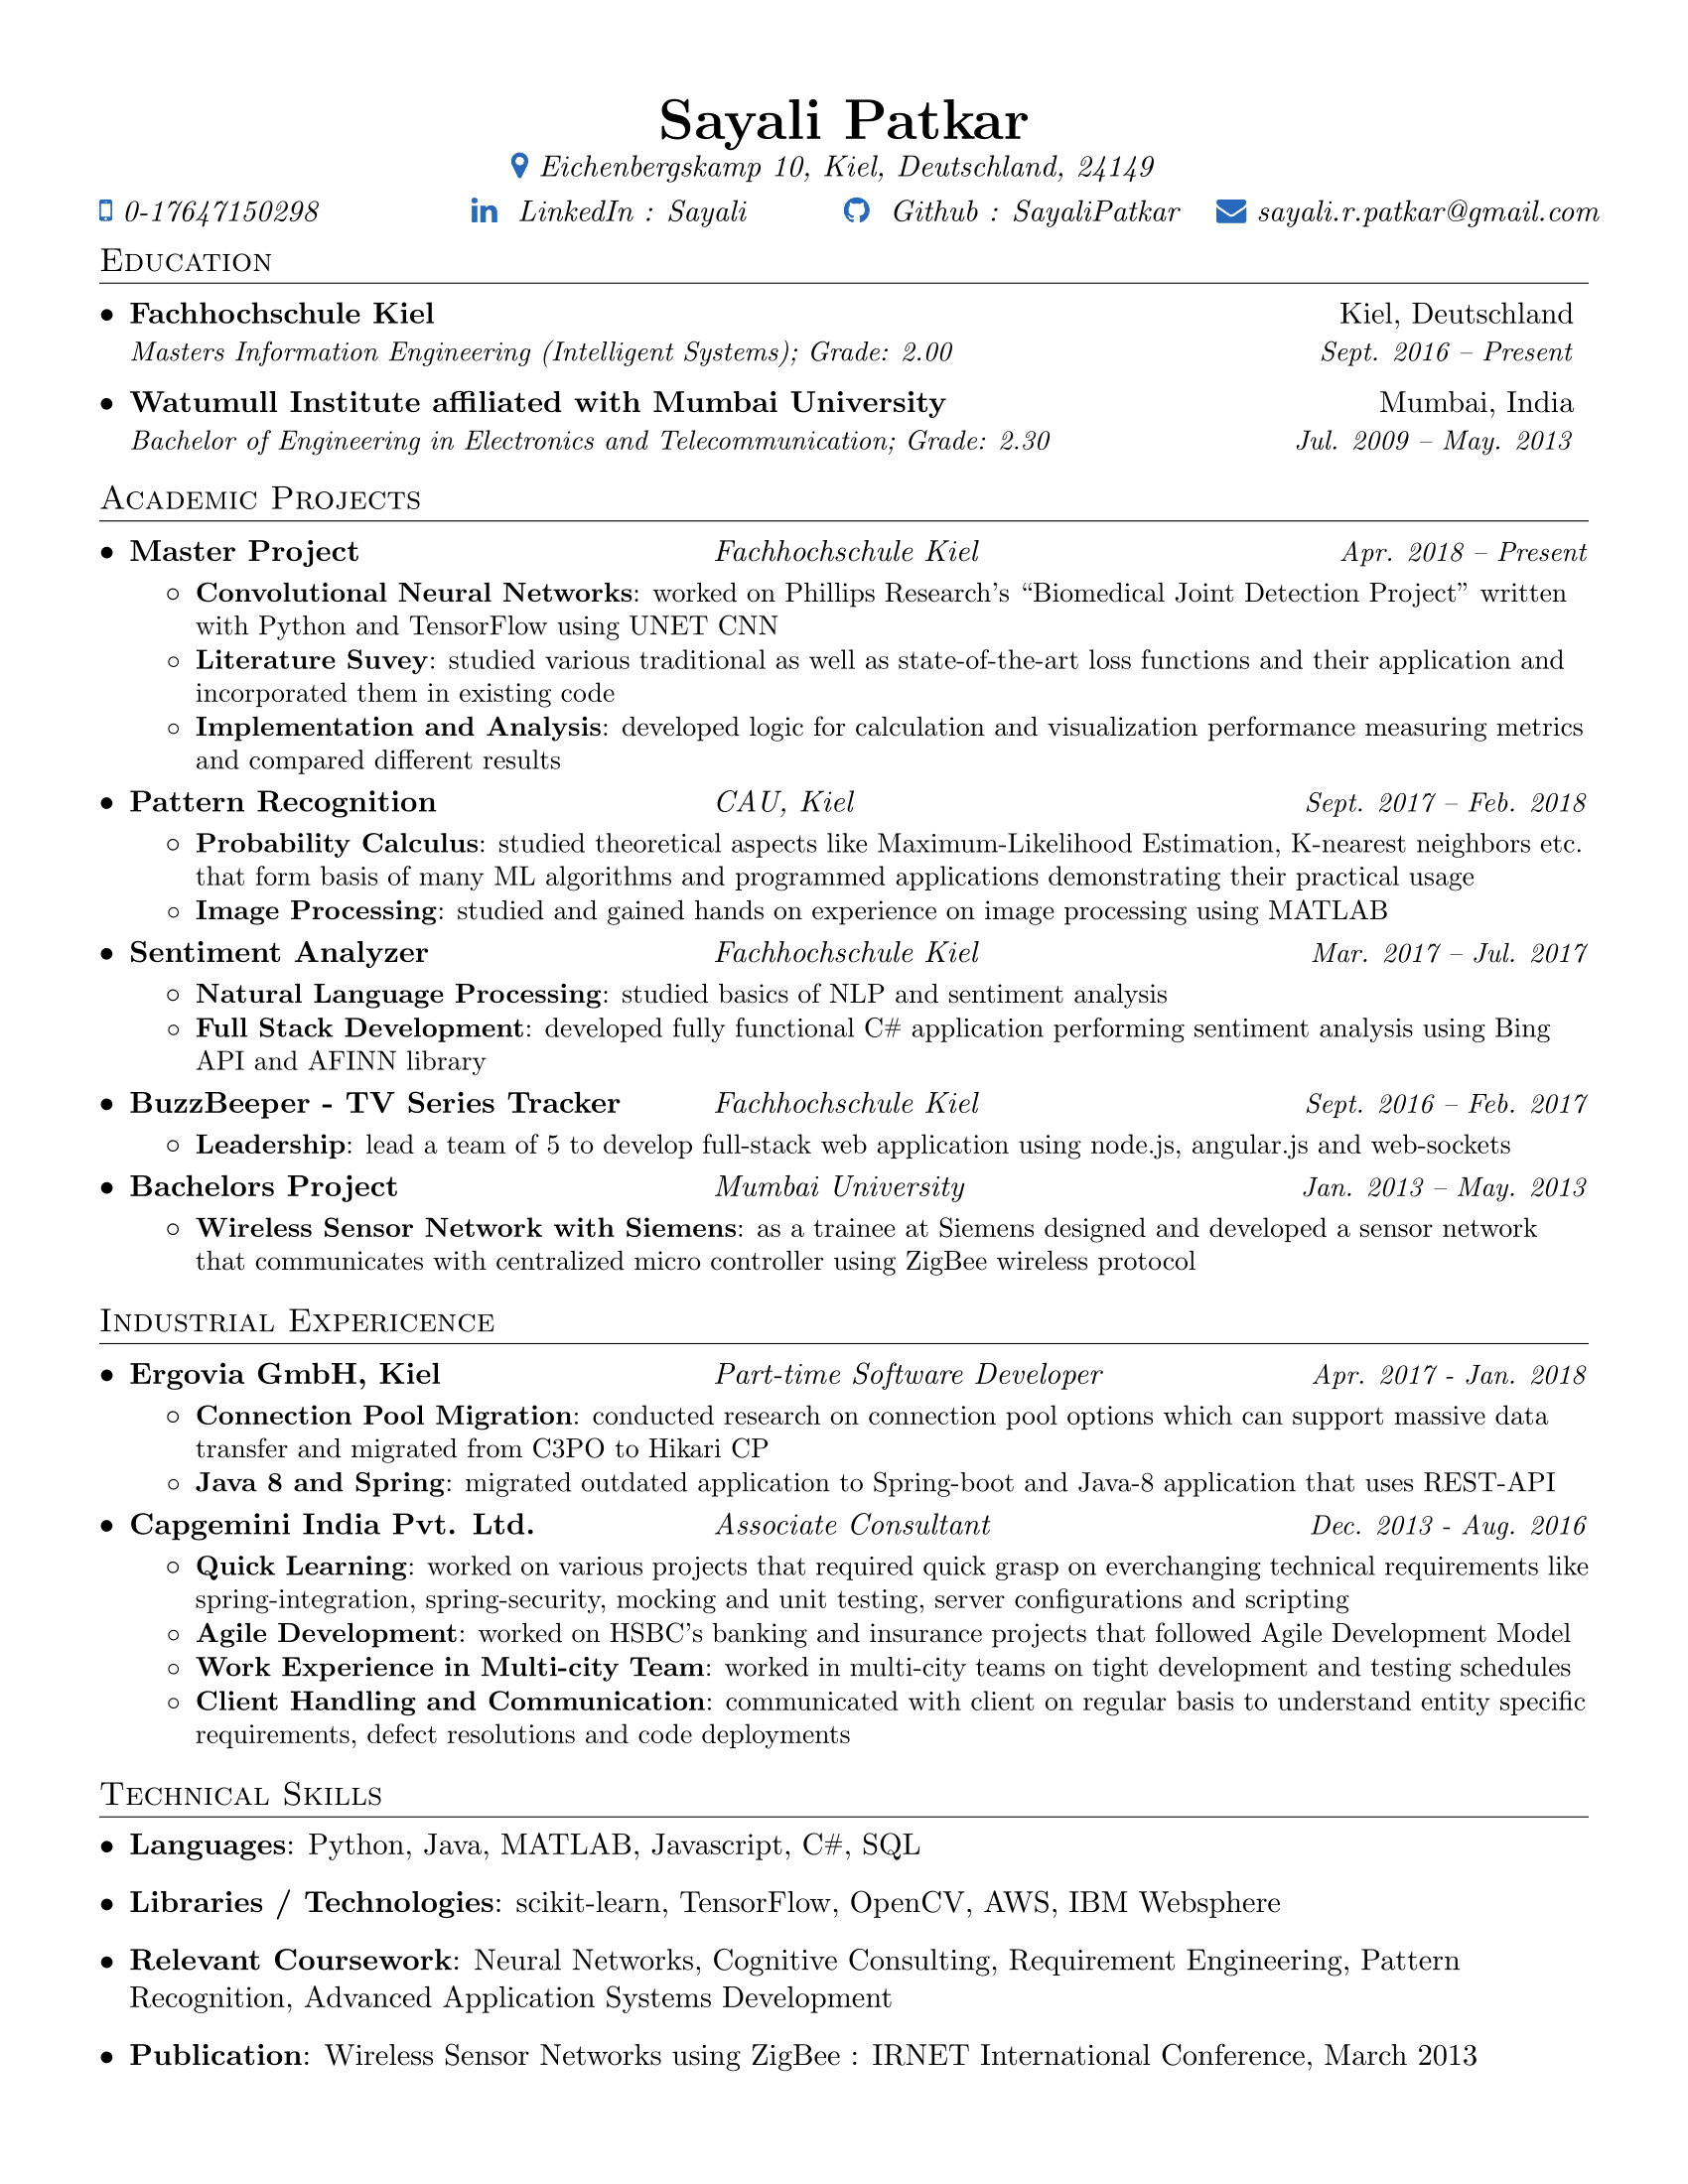 Sayali Patkar
Eichenbergskamp 10, Kiel, Deutschland, 24149
0-17647150298 LinkedIn : Sayali Github : SayaliPatkar sayali.r.patkar@gmail.com
Education
• Fachhochschule Kiel Kiel, Deutschland
Masters Information Engineering (Intelligent Systems); Grade: 2.00 Sept. 2016 – Present
• Watumull Institute affiliated with Mumbai University Mumbai, India
Bachelor of Engineering in Electronics and Telecommunication; Grade: 2.30 Jul. 2009 – May. 2013
Academic Projects
• Master Project Fachhochschule Kiel Apr. 2018 – Present
◦ Convolutional Neural Networks: worked on Phillips Research's “Biomedical Joint Detection Project” written
with Python and TensorFlow using UNET CNN
◦ Literature Suvey: studied various traditional as well as state-of-the-art loss functions and their application and
incorporated them in existing code
◦ Implementation and Analysis: developed logic for calculation and visualization performance measuring metrics
and compared different results
• Pattern Recognition CAU, Kiel Sept. 2017 – Feb. 2018
◦ Probability Calculus: studied theoretical aspects like Maximum-Likelihood Estimation, K-nearest neighbors etc.
that form basis of many ML algorithms and programmed applications demonstrating their practical usage
◦ Image Processing: studied and gained hands on experience on image processing using MATLAB
• Sentiment Analyzer Fachhochschule Kiel Mar. 2017 – Jul. 2017
◦ Natural Language Processing: studied basics of NLP and sentiment analysis
◦ Full Stack Development: developed fully functional C# application performing sentiment analysis using Bing
API and AFINN library
• BuzzBeeper - TV Series Tracker Fachhochschule Kiel Sept. 2016 – Feb. 2017
◦ Leadership: lead a team of 5 to develop full-stack web application using node.js, angular.js and web-sockets
• Bachelors Project Mumbai University Jan. 2013 – May. 2013
◦ Wireless Sensor Network with Siemens: as a trainee at Siemens designed and developed a sensor network
that communicates with centralized micro controller using ZigBee wireless protocol
Industrial Expericence
• Ergovia GmbH, Kiel Part-time Software Developer Apr. 2017 - Jan. 2018
◦ Connection Pool Migration: conducted research on connection pool options which can support massive data
transfer and migrated from C3PO to Hikari CP
◦ Java 8 and Spring: migrated outdated application to Spring-boot and Java-8 application that uses REST-API
• Capgemini India Pvt. Ltd. Associate Consultant Dec. 2013 - Aug. 2016
◦ Quick Learning: worked on various projects that required quick grasp on everchanging technical requirements like
spring-integration, spring-security, mocking and unit testing, server configurations and scripting
◦ Agile Development: worked on HSBC's banking and insurance projects that followed Agile Development Model
◦ Work Experience in Multi-city Team: worked in multi-city teams on tight development and testing schedules
◦ Client Handling and Communication: communicated with client on regular basis to understand entity specific
requirements, defect resolutions and code deployments
Technical Skills
• Languages: Python, Java, MATLAB, Javascript, C#, SQL
• Libraries / Technologies: scikit-learn, TensorFlow, OpenCV, AWS, IBM Websphere
• Relevant Coursework: Neural Networks, Cognitive Consulting, Requirement Engineering, Pattern
Recognition, Advanced Application Systems Development
• Publication: Wireless Sensor Networks using ZigBee : IRNET International Conference, March 2013